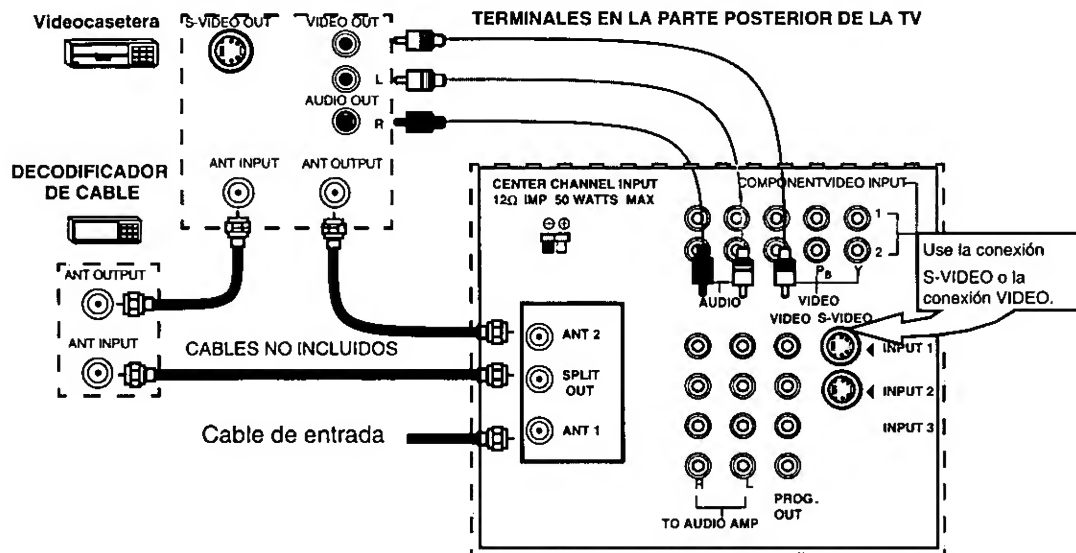 TERMINALES EN LA PARTE POSTERIOR DE LA TV
Videocasetera
S-VIDEO OUT
VIDEO OUT
L
AUDIO OUT
R
ANT INPUT
ANT OUTPUT
DECODIFICADOR
DE CABLE
ANT OUTPUT
ANT INPUT
CABLES NO INCLUIDOS
Cable de entrada
CENTER CHANNEL INPUT
12Ω IMP 50 WATTS MAX
COMPONENTVIDEO INPUT
1
2
PB
Y
AUDIO
VIDEO
VIDEO
S-VIDEO
Use la conexión
S-VIDEO o la
conexión VIDEO.
ANT 2
SPLIT
OUT
ANT 1
INPUT 1
INPUT 2
INPUT 3
R
L
TO AUDIO AMP
PROG.
OUT